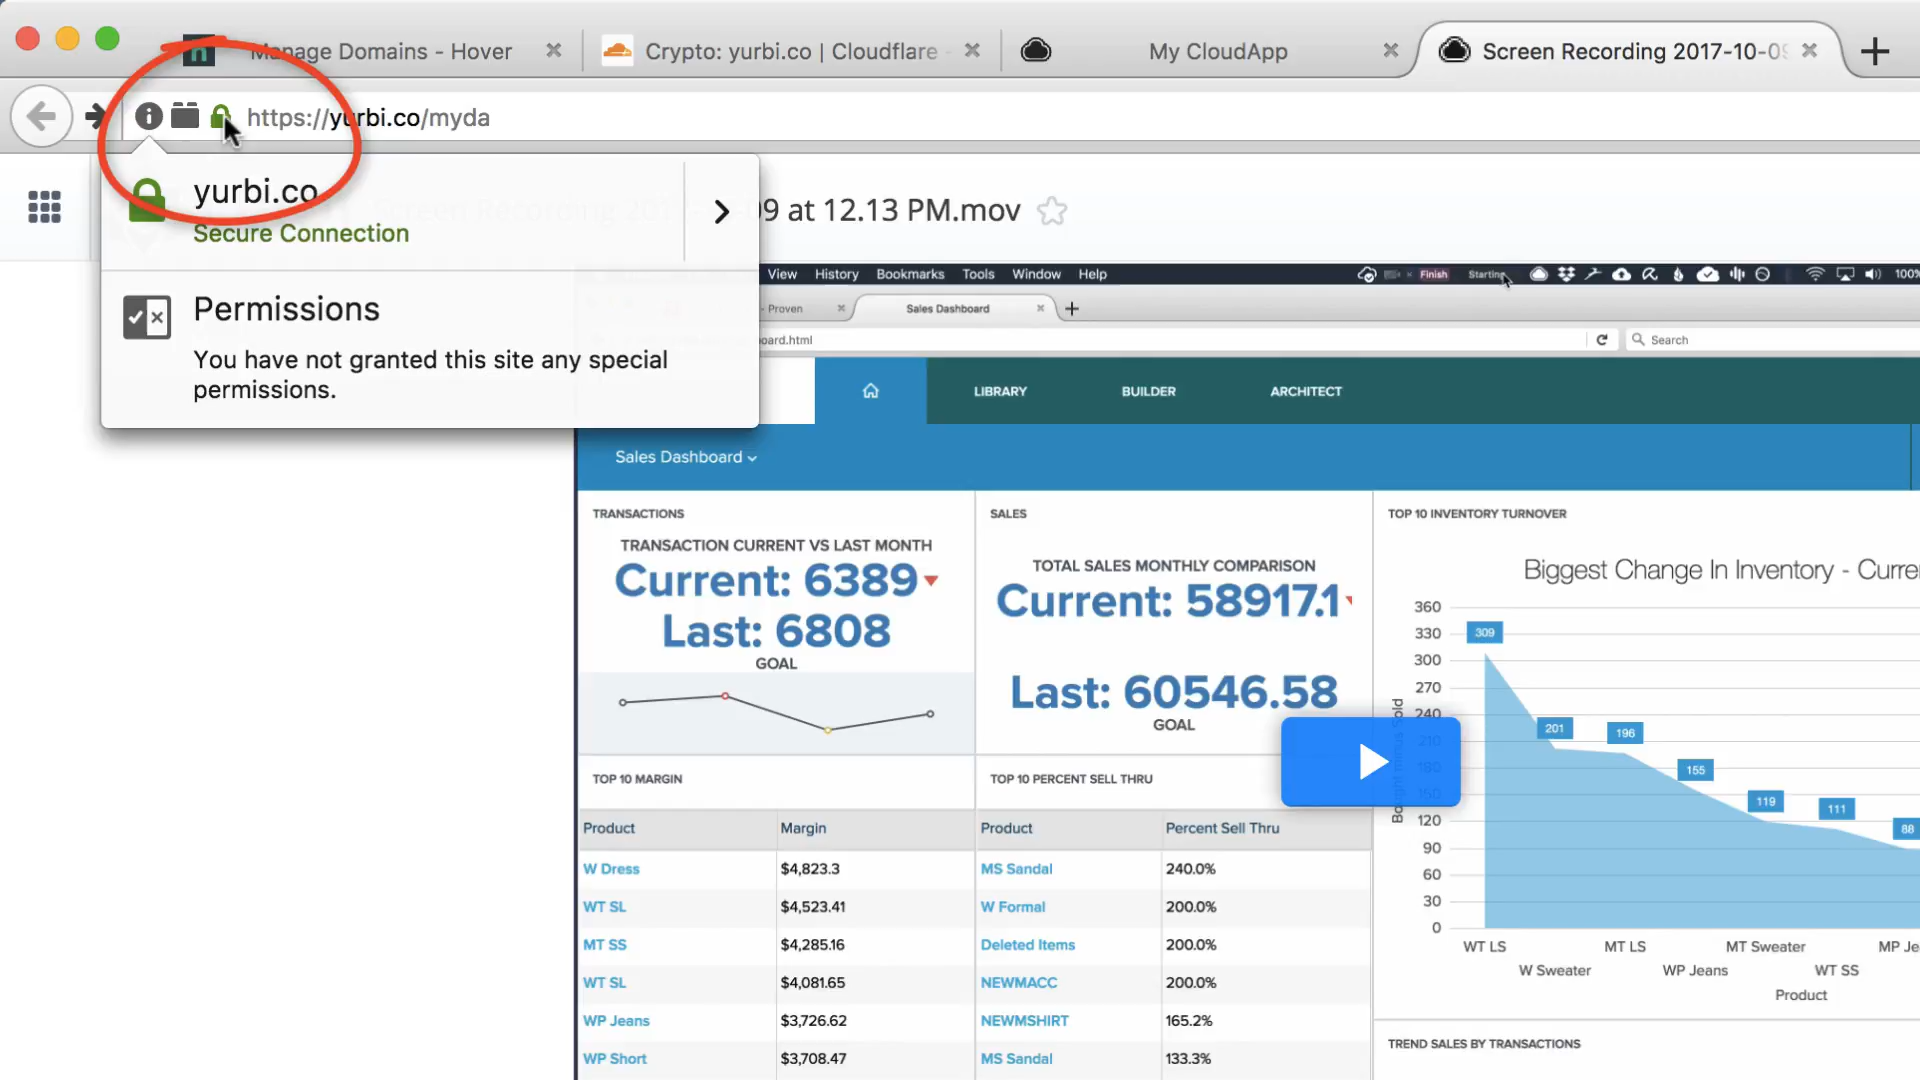 Manage Domains - Hover
Crypto: yurbi.co | Cloudflare -
My CloudApp
Screen Recording 2017-10-09
https://yurbi.co/myda
yurbi.co
Secure Connection
9 at 12.13 PM.mov
Permissions
You have not granted this site any special
permissions.
View History Bookmarks Tools Window Help
Finish
Starting
100%
- Proven
Sales Dashboard
oard.html
Search
LIBRARY
BUILDER
ARCHITECT
Sales Dashboard
TRANSACTIONS
TRANSACTION CURRENT VS LAST MONTH
Current: 6389
Last: 6808
GOAL
SALES
TOTAL SALES MONTHLY COMPARISON
Current: 58917.1
Last: 60546.58
GOAL
TOP 10 INVENTORY TURNOVER
Biggest Change In Inventory - Curre
360
330
300
270
240
210
180
150
120
90
60
30
0
Bought minus Sold
309
201
196
155
119
111
88
WT LS
MT LS
MT Sweater
MP Je
W Sweater
WP Jeans
WT SS
Product
TOP 10 MARGIN
Product Margin
W Dress $4,823.3
WT SL $4,523.41
MT SS $4,285.16
WT SL $4,081.65
WP Jeans $3,726.62
WP Short $3,708.47
TOP 10 PERCENT SELL THRU
Product Percent Sell Thru
MS Sandal 240.0%
W Formal 200.0%
Deleted Items 200.0%
NEWMACC 200.0%
NEWMSHIRT 165.2%
MS Sandal 133.3%
TREND SALES BY TRANSACTIONS